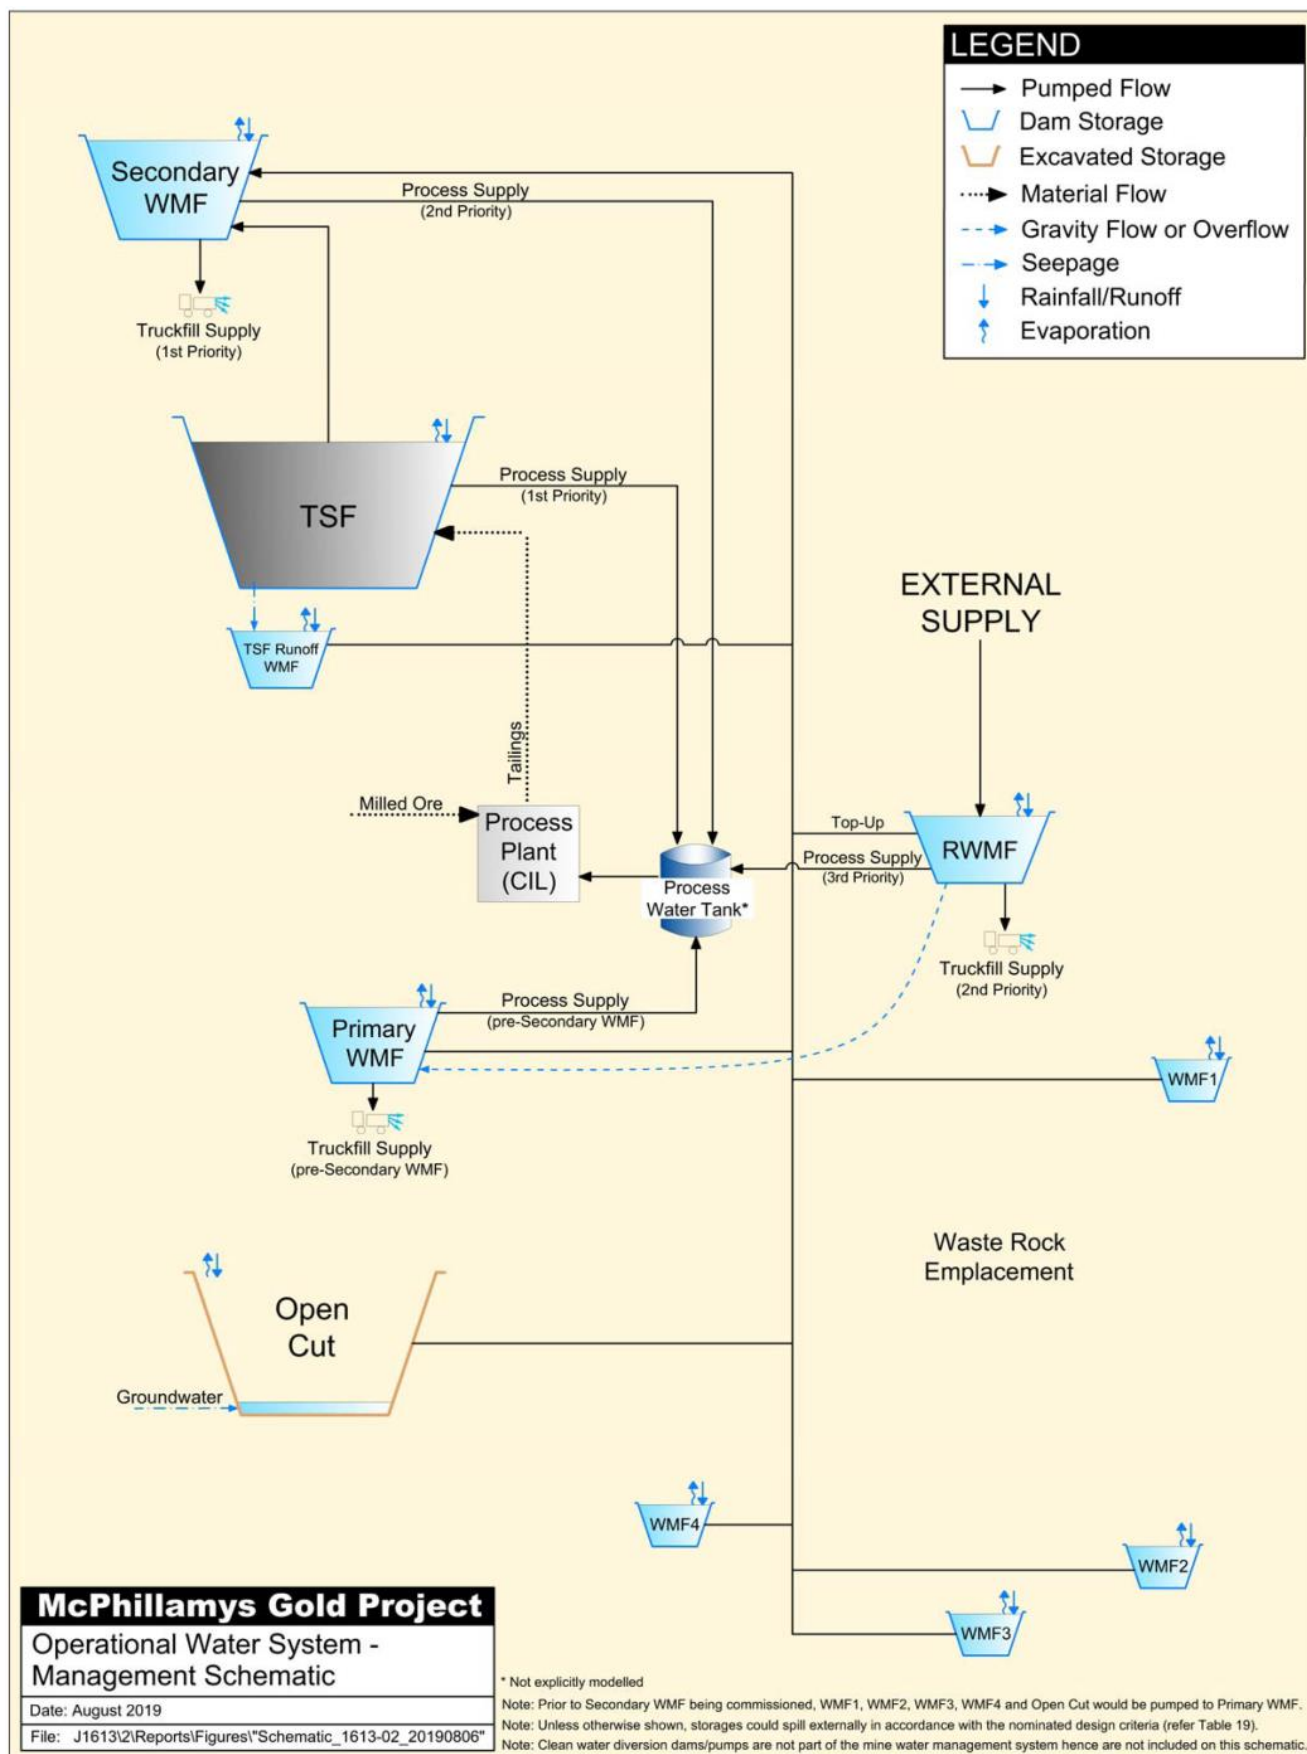 LEGEND
Pumped Flow
Dam Storage
Excavated Storage
Material Flow
Gravity Flow or Overflow
Seepage
Rainfall/Runoff
Evaporation
Secondary
WMF
Process Supply
(2nd Priority)
Truckfill Supply
(1st Priority)
TSF
Process Supply
(1st Priority)
EXTERNAL
SUPPLY
TSF Runoff
WMF
Tailings
Milled Ore
Process
Plant
(CIL)
Process
Water Tank*
Top-Up
Process Supply
(3rd Priority)
RWMF
Truckfill Supply
(2nd Priority)
Primary
WMF
Process Supply
(pre-Secondary WMF)
Truckfill Supply
(pre-Secondary WMF)
WMF1
Waste Rock
Emplacement
Open
Cut
Groundwater
WMF4
WMF2
WMF3
McPhillamys Gold Project
Operational Water System -
Management Schematic
Date: August 2019
File: J1613\2\Reports\Figures\"Schematic_1613-02_20190806"
* Not explicitly modelled
Note: Prior to Secondary WMF being commissioned, WMF1, WMF2, WMF3, WMF4 and Open Cut would be pumped to Primary WMF.
Note: Unless otherwise shown, storages could spill externally in accordance with the nominated design criteria (refer Table 19).
Note: Clean water diversion dams/pumps are not part of the mine water management system hence are not included on this schematic.